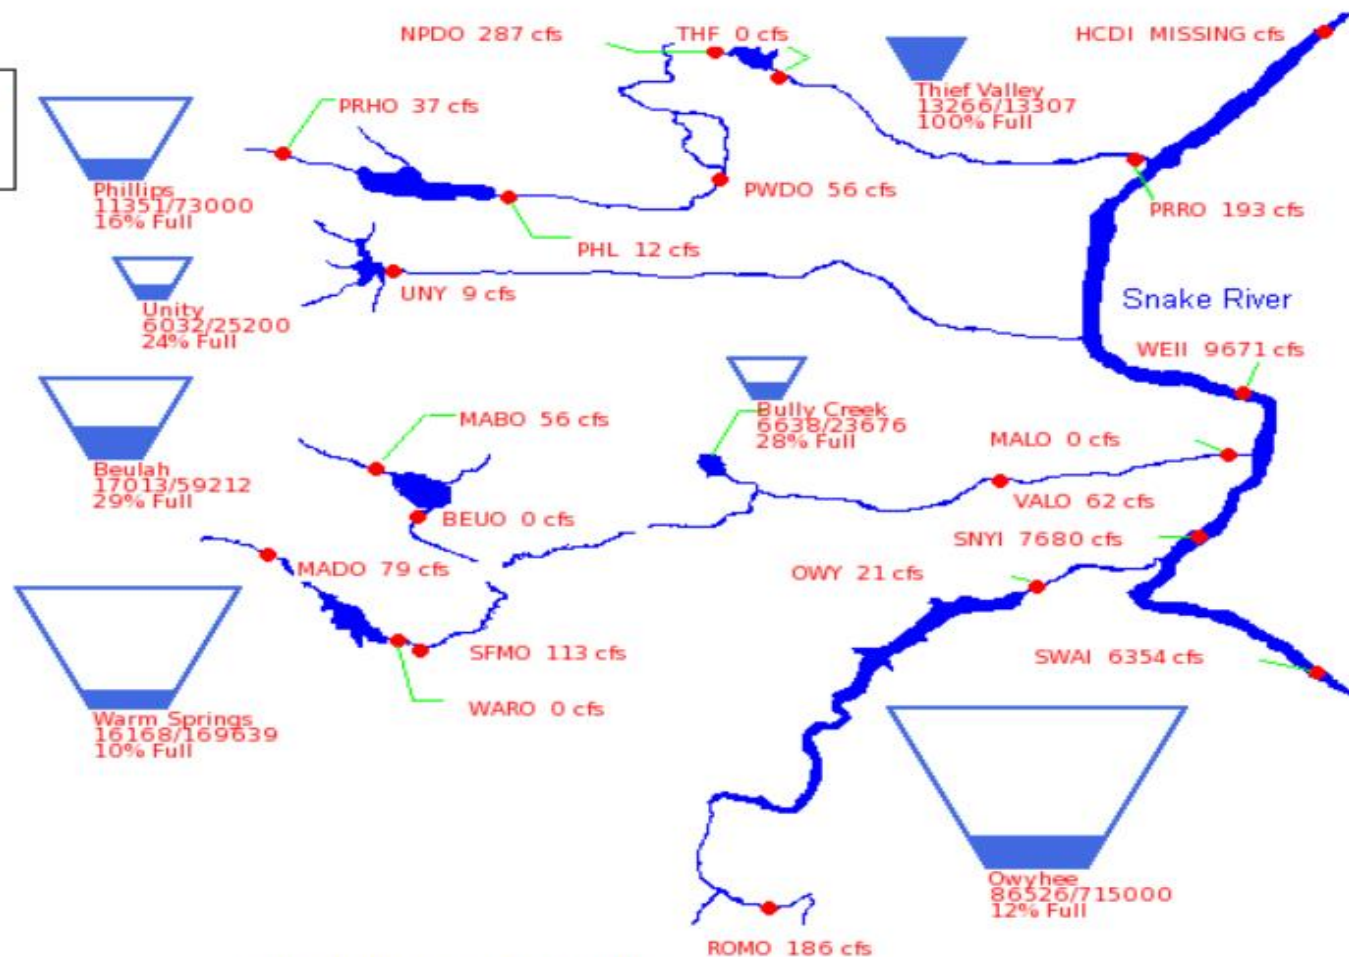 NPDO 287 cfs
THF 0 cfs
HCDI MISSING cfs
Thief Valley
13266/13307
100% Full
PRHO 37 cfs
Phillips
11351/73000
16% Full
PWDO 56 cfs
PRRO 193 cfs
PHL 12 cfs
UNY 9 cfs
Snake River
Unity
6032/25200
24% Full
WEII 9671 cfs
Bully Creek
6638/23676
28% Full
MABO 56 cfs
MALO 0 cfs
Beulah
17013/59212
29% Full
VALO 62 cfs
BEUO 0 cfs
SNYI 7680 cfs
MADO 79 cfs
OWY 21 cfs
SFMO 113 cfs
SWAI 6354 cfs
WARO 0 cfs
Warm Springs
16168/169639
10% Full
Owyhee
86526/715000
12% Full
ROMO 186 cfs